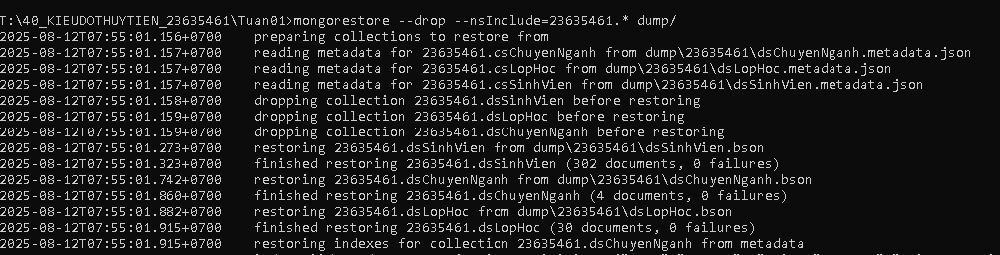 T:\40_KIEUDOTHUYTIEN_23635461\Tuan01>mongorestore --drop --nsInclude=23635461.* dump/
2025-08-12T07:55:01.156+0700 preparing collections to restore from
2025-08-12T07:55:01.157+0700 reading metadata for 23635461.dsChuyenNganh from dump\23635461\dsChuyenNganh.metadata.json
2025-08-12T07:55:01.157+0700 reading metadata for 23635461.dsLopHoc from dump\23635461\dsLopHoc.metadata.json
2025-08-12T07:55:01.157+0700 reading metadata for 23635461.dsSinhVien from dump\23635461\dsSinhVien.metadata.json
2025-08-12T07:55:01.158+0700 dropping collection 23635461.dsSinhVien before restoring
2025-08-12T07:55:01.159+0700 dropping collection 23635461.dsLopHoc before restoring
2025-08-12T07:55:01.159+0700 dropping collection 23635461.dsChuyenNganh before restoring
2025-08-12T07:55:01.273+0700 restoring 23635461.dsSinhVien from dump\23635461\dsSinhVien.bson
2025-08-12T07:55:01.323+0700 finished restoring 23635461.dsSinhVien (302 documents, 0 failures)
2025-08-12T07:55:01.742+0700 restoring 23635461.dsChuyenNganh from dump\23635461\dsChuyenNganh.bson
2025-08-12T07:55:01.860+0700 finished restoring 23635461.dsChuyenNganh (4 documents, 0 failures)
2025-08-12T07:55:01.882+0700 restoring 23635461.dsLopHoc from dump\23635461\dsLopHoc.bson
2025-08-12T07:55:01.915+0700 finished restoring 23635461.dsLopHoc (30 documents, 0 failures)
2025-08-12T07:55:01.915+0700 restoring indexes for collection 23635461.dsChuyenNganh from metadata